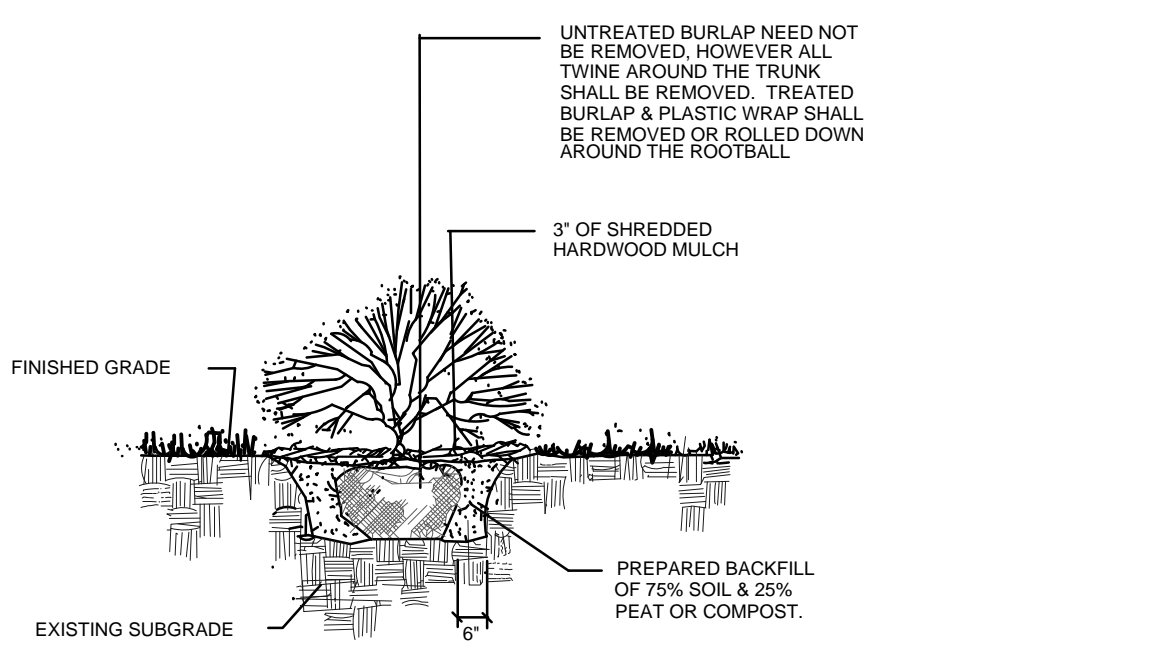 UNTREATED BURLAP NEED NOT
BE REMOVED, HOWEVER ALL
TWINE AROUND THE TRUNK
SHALL BE REMOVED.  TREATED
BURLAP & PLASTIC WRAP SHALL
BE REMOVED OR ROLLED DOWN
AROUND THE ROOTBALL
3" OF SHREDDED
HARDWOOD MULCH
FINISHED GRADE
PREPARED BACKFILL
OF 75% SOIL & 25%
PEAT OR COMPOST.
EXISTING SUBGRADE
6"